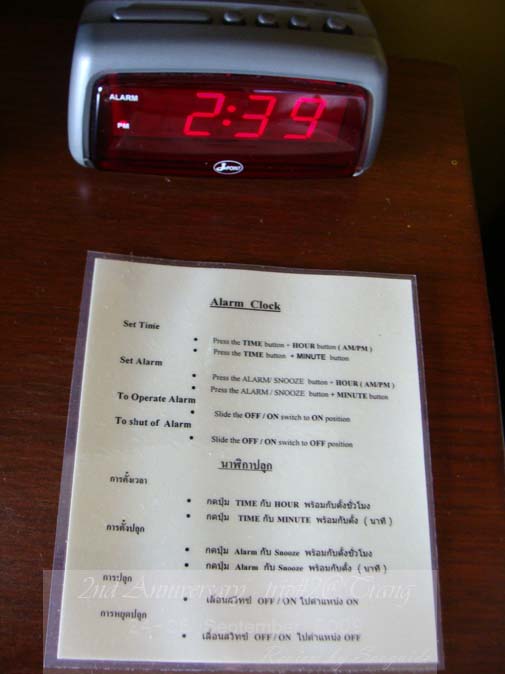 ALARM
2:39
PM
J-POINT
Alarm Clock
Set Time
Press the TIME button + HOUR button ( AM/PM )
Press the TIME button + MINUTE button
Set Alarm
Press the ALARM/ SNOOZE button + HOUR ( AM/PM)
Press the ALARM / SNOOZE button + MINUTE button
To Operate Alarm
Slide the OFF / ON switch to ON position
To shut of Alarm
Slide the OFF / ON switch to OFF position
นาฬิกาปลุก
การตั้มเวลา
กดปุ่ม TIME กับ HOUR พร้อมกับตั้งชั่วโมง
กดปุ่ม TIME กับ MINUTE พร้อมกับตั้ง ( นาที )
การตั้งปลุก
กดปุ่ม Alarm กับ Snooze พร้อมกับตั้งชั่วโมง
กดปุ่ม Alarm กับ Snooze พร้อมกับตั้ง ( นาที )
การปลุก
2nd Anniversary Trip @ Trang
เลื่อนสวิทซ์ OFF / ON ไปตำแหน่ง ON
การหยุดปลุก
September 2009
เลื่อนสวิทซ์ OFF / ON ไป ตำแหน่ง OFF